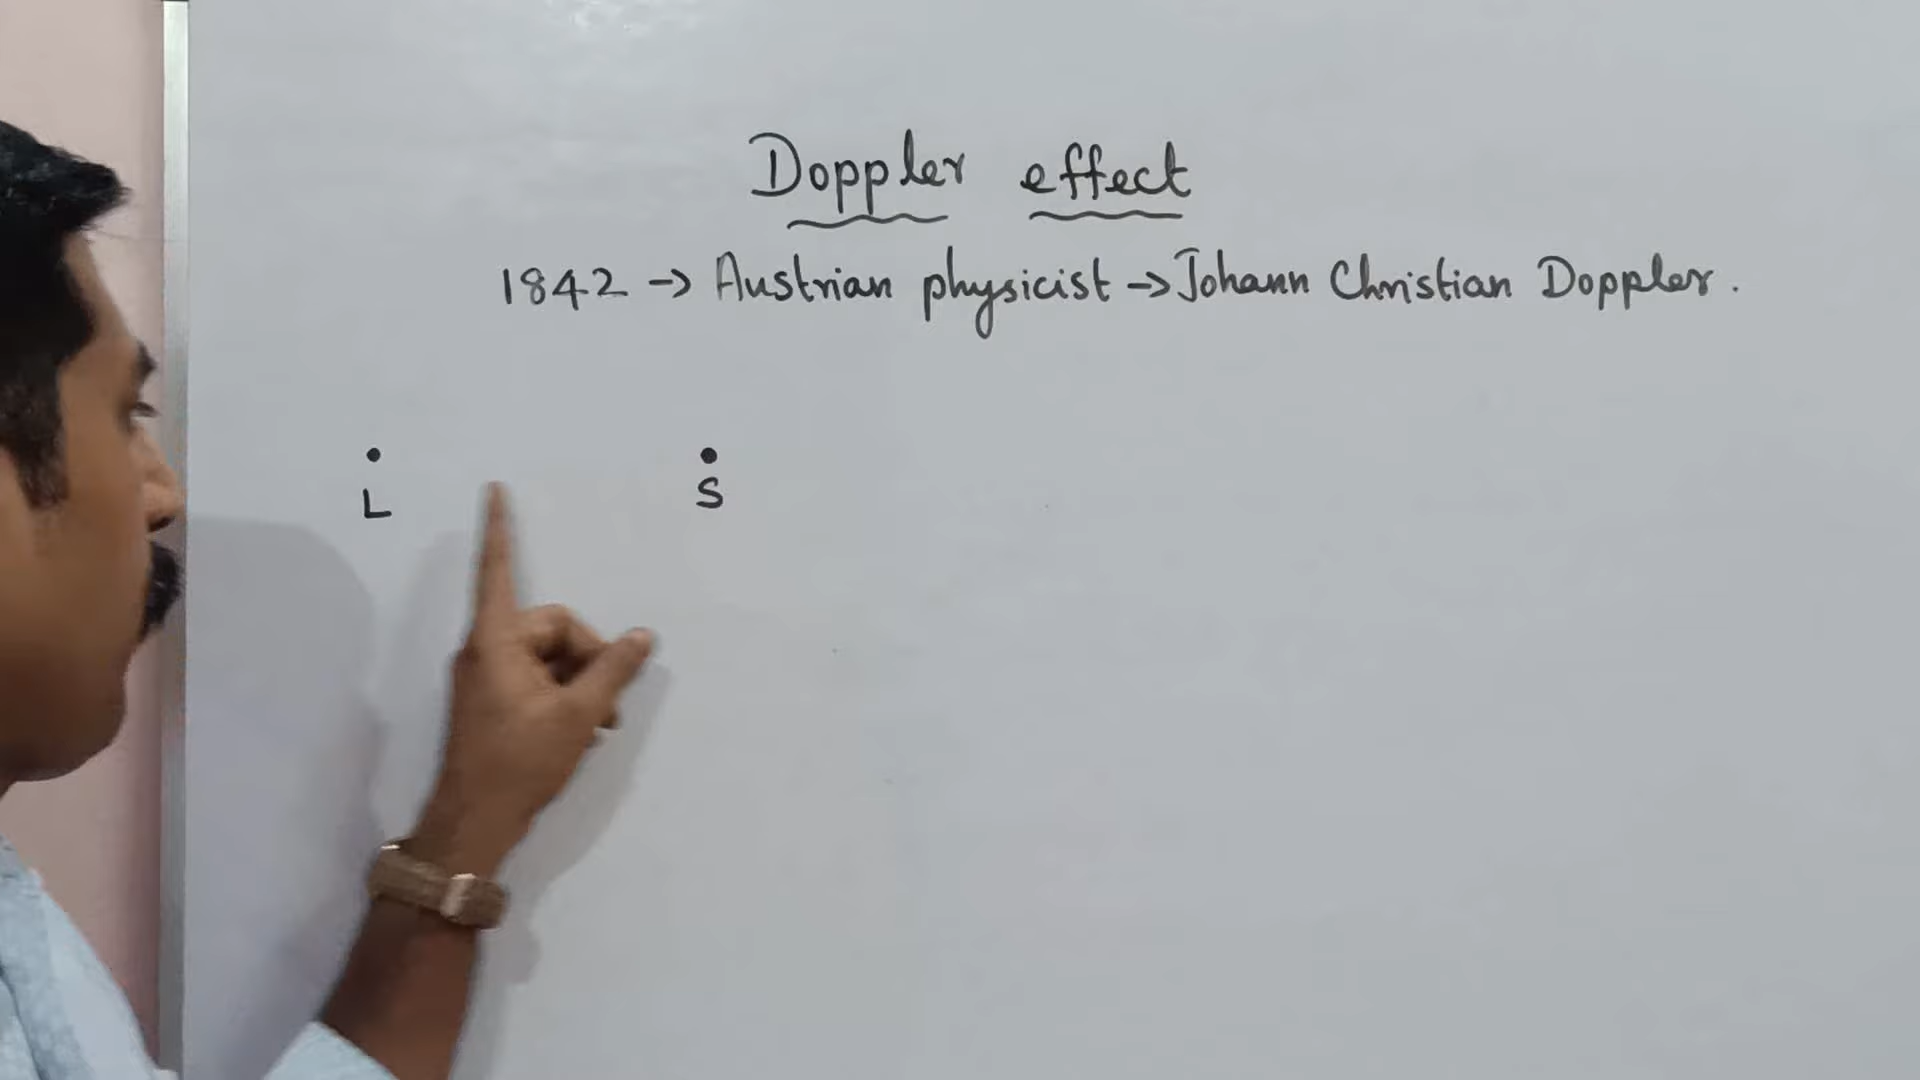 Doppler effect
1842 → Austrian physicist → Johann Christian Doppler.
L S